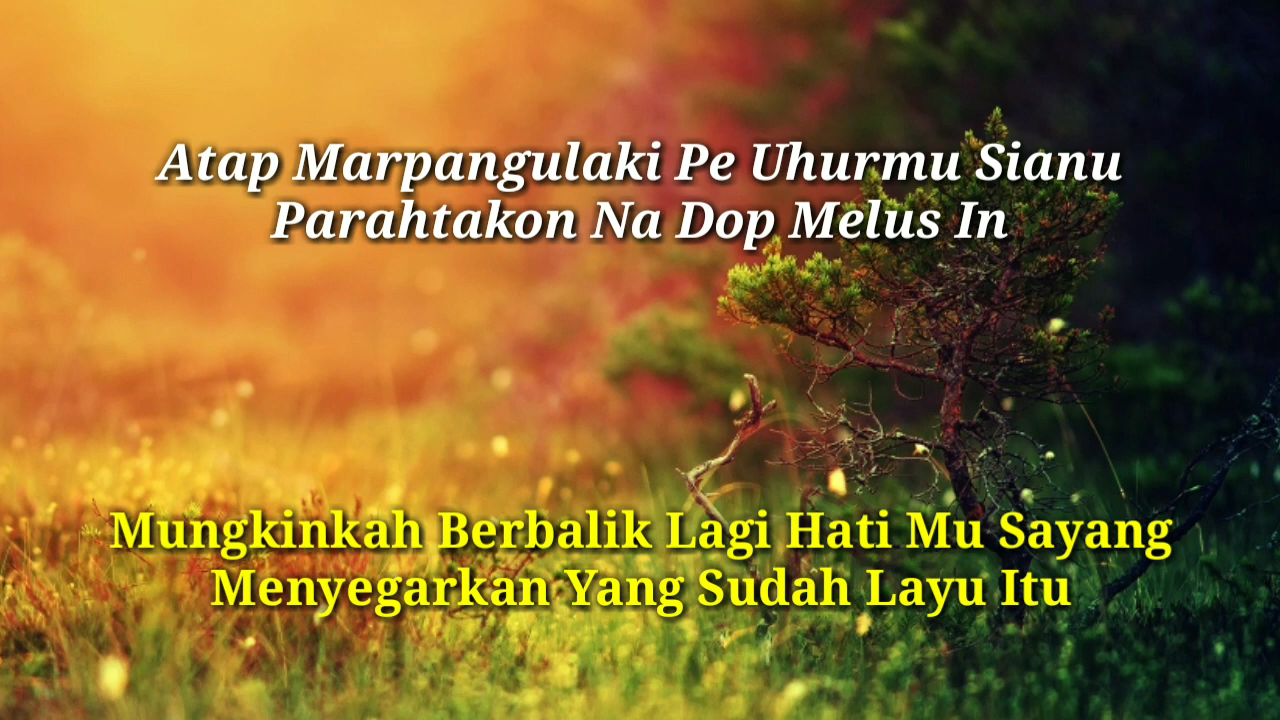 Atap Marpangulaki Pe Uhurmu Sianu
Parahtakon Na Dop Melus In
Mungkinkah Berbalik Lagi Hati Mu Sayang
Menyegarkan Yang Sudah Layu Itu